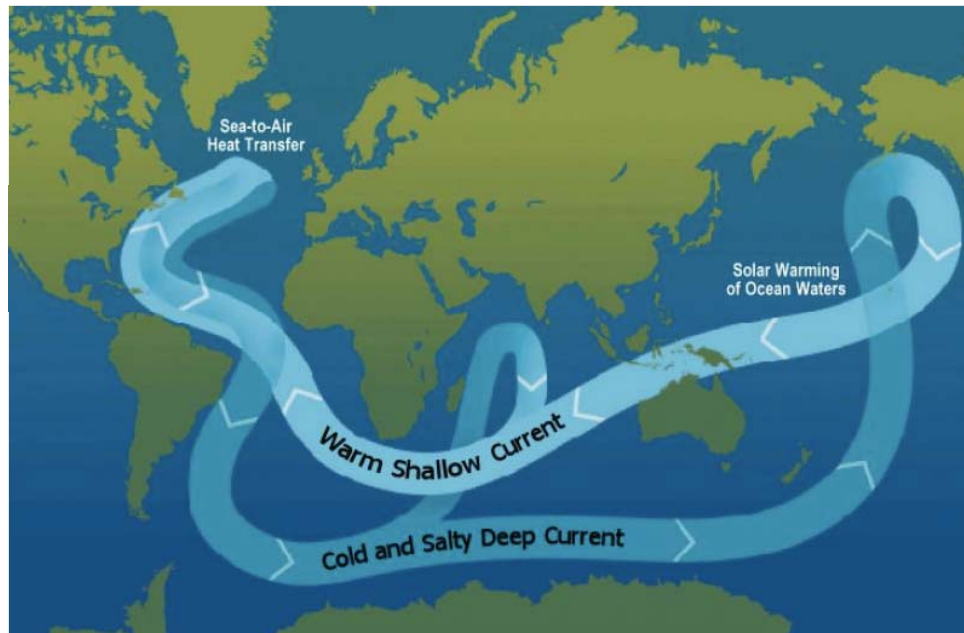 Sea-to-Air
Heat Transfer
Solar Warming
of Ocean Waters
Warm Shallow Current
Cold and Salty Deep Current